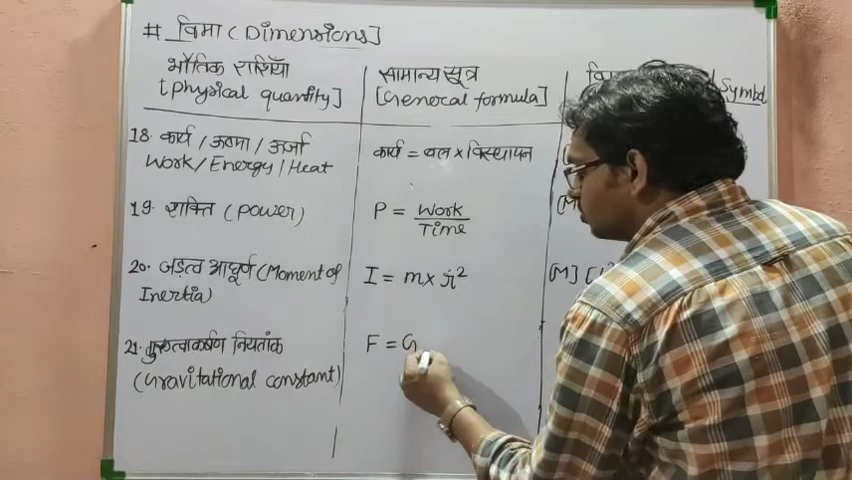 # विमा (Dimensions]
भौतिक राशियाँ
[Physical quantity]
सामान्य सूत्र
[General formula]
Symbol
18. कार्य / ऊष्मा / ऊर्जा
Work/Energy/Heat
कार्य = बल x विस्थापन
19. शक्ति (Power)
P = Work
Time
[M
20. जड़त्व आघूर्ण (Moment of
Inertia)
I = m x r²
[M]
21. गुरुत्वाकर्षण नियतांक
(Gravitational constant)
F = G